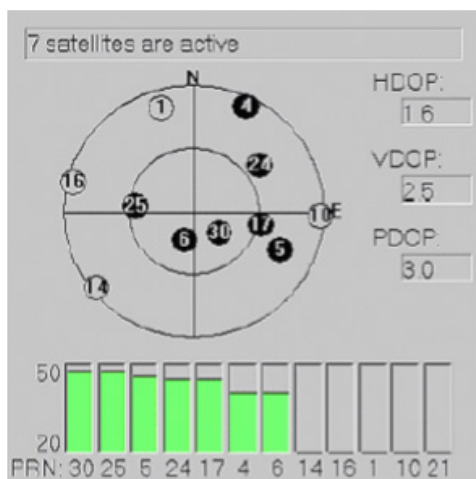 7 satellites are active
N
HDOP:
1.6
1
4
24
VDOP:
2.5
16
25
10 E
17
30
6
5
PDOP:
3.0
14
50
20
PRN: 30 25 5 24 17 4 6 14 16 1 10 21